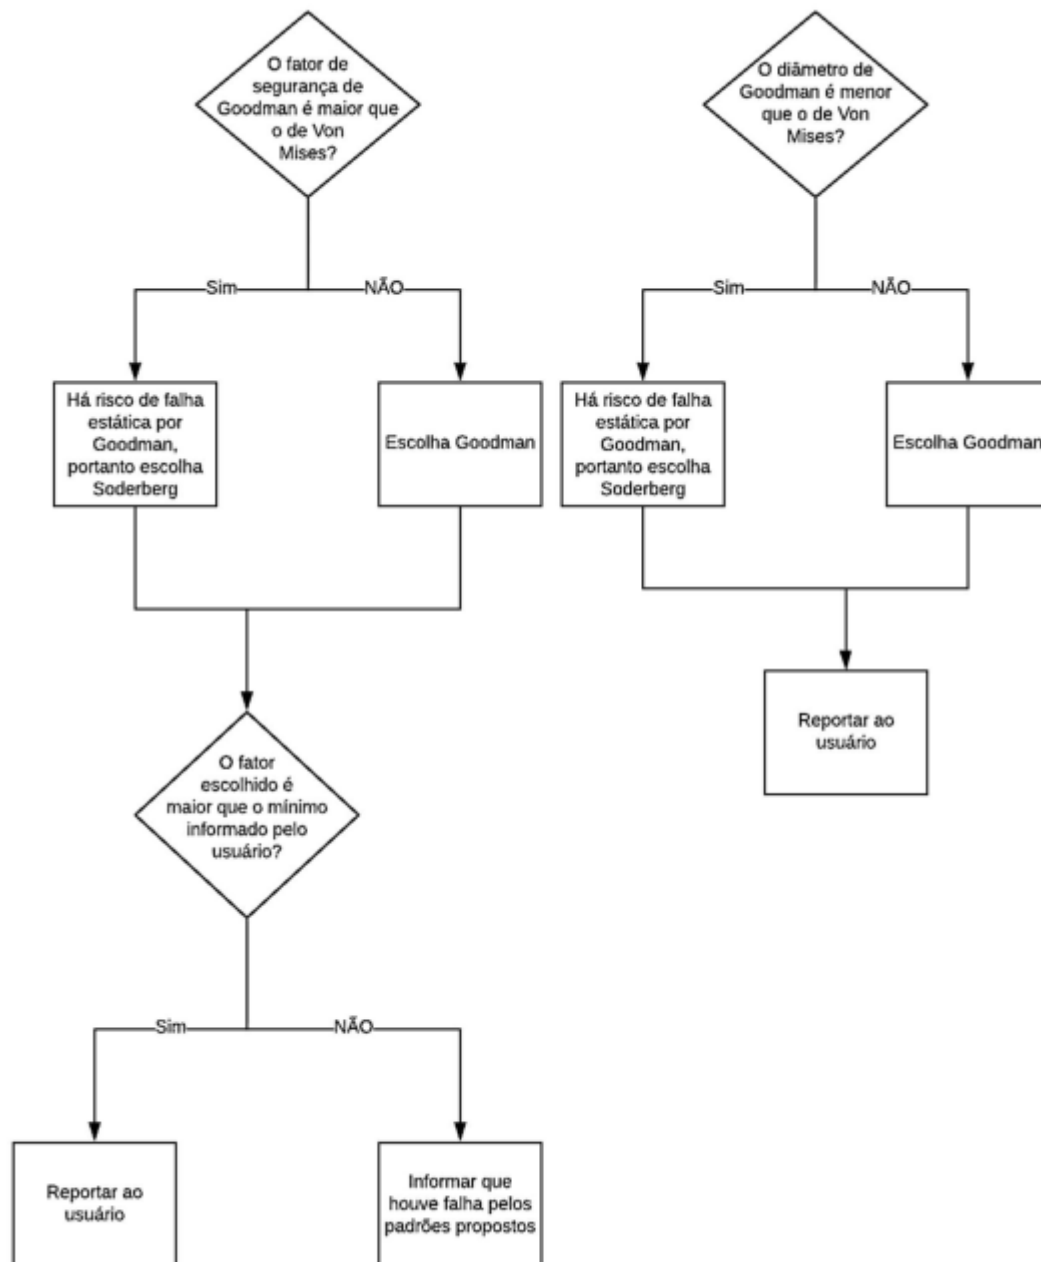 O fator de
segurança de
Goodman é maior que
o de Von
Mises?
O diâmetro de
Goodman é menor
que o de Von
Mises?
Sim
NÃO
Sim
NÃO
Há risco de falha
estática por
Goodman,
portanto escolha
Soderberg
Escolha Goodman
Há risco de falha
estática por
Goodman,
portanto escolha
Soderberg
Escolha Goodman
O fator
escolhido é
maior que o mínimo
informado pelo
usuário?
Reportar ao
usuário
Sim
NÃO
Reportar ao
usuário
Informar que
houve falha pelos
padrões propostos